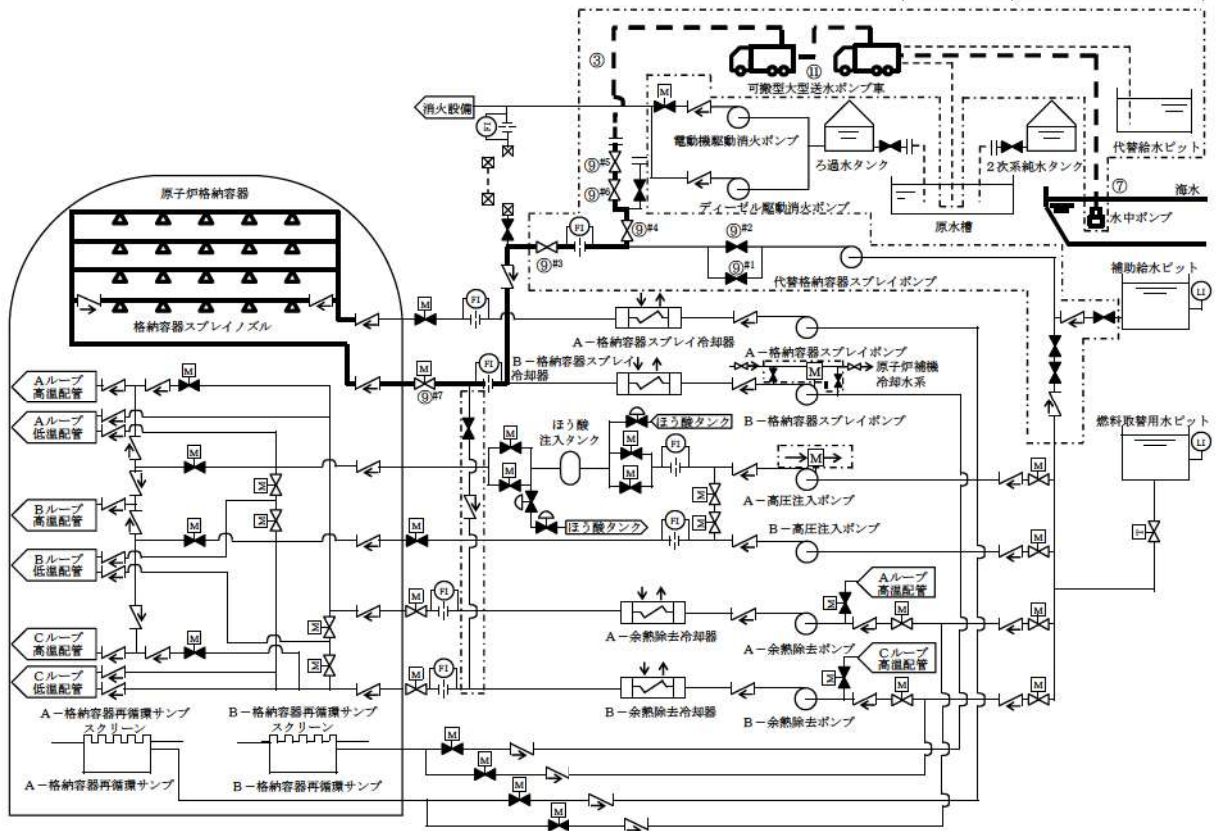 ③
⑪
可搬型大型送水ポンプ車
M
消火設備
FI
電動機駆動消火ポンプ
ろ過水タンク
2次系純水タンク
代替給水ピット
⑨#5
⑨#6
ディーゼル駆動消火ポンプ
原水槽
⑦
海水
水中ポンプ
原子炉格納容器
FI
⑨#4
⑨#2
⑨#3
⑨#1
代替格納容器スプレイポンプ
補助給水ピット
LI
格納容器スプレイノズル
M
FI
A-格納容器スプレイ冷却器
A-格納容器スプレイポンプ
B-格納容器スプレイ
冷却器
FI
M
⑨#7
M
原子炉補機
冷却水系
B-格納容器スプレイポンプ
燃料取替用水ピット
LI
Aループ
高温配管
M
Aループ
低温配管
ほう酸
注入タンク
ほう酸タンク
M
M
M
M
FI
M
M
M
A-高圧注入ポンプ
M
M
Bループ
高温配管
M
M
M
ほう酸タンク
FI
M
B-高圧注入ポンプ
M
T
Bループ
低温配管
M
M
FI
Aループ
高温配管
M
M
M
A-余熱除去冷却器
A-余熱除去ポンプ
Cループ
高温配管
M
M
Cループ
低温配管
M
FI
Cループ
高温配管
M
M
M
B-余熱除去冷却器
B-余熱除去ポンプ
A-格納容器再循環サンプ
スクリーン
B-格納容器再循環サンプ
スクリーン
M
M
A-格納容器再循環サンプ
B-格納容器再循環サンプ
M
M